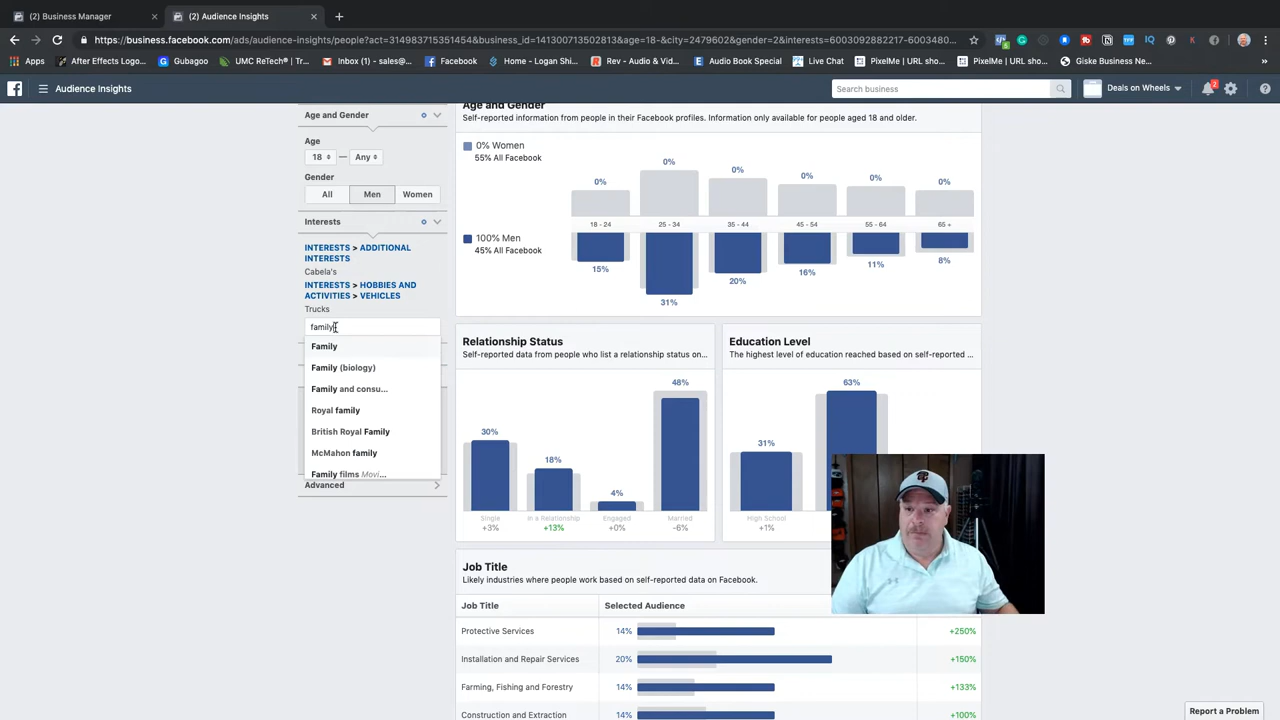 (2) Business Manager
(2) Audience Insights
https://business.facebook.com/ads/audience-insights/people?act=314983715351454&business_id=141300713502813&age=18-&city=2479602&gender=2&interests=6003092882217-6003480...
Apps
After Effects Logo...
Gubagoo
UMC ReTech® | Tr...
Inbox (1) - sales@...
Facebook
Home - Logan Shi...
Rev - Audio & Vid...
Audio Book Special
Live Chat
PixelMe | URL sho...
PixelMe | URL sho...
Giske Business Ne...
Audience Insights
Search business
Deals on Wheels
2
Age and Gender
Age
18 — Any
Gender
All Men Women
Interests
INTERESTS > ADDITIONAL
INTERESTS
Cabela's
INTERESTS > HOBBIES AND
ACTIVITIES > VEHICLES
Trucks
family
Family
Family (biology)
Family and consu...
Royal family
British Royal Family
McMahon family
Family films Movi...
Advanced
Age and Gender
Self-reported information from people in their Facebook profiles. Information only available for people aged 18 and older.
0% Women
55% All Facebook
0% 0% 0% 0% 0% 0%
18 - 24 25 - 34 35 - 44 45 - 54 55 - 64 65 +
100% Men
45% All Facebook
15% 31% 20% 16% 11% 8%
Relationship Status
Self-reported data from people who list a relationship status on...
30% 18% 4% 48%
Single In a Relationship Engaged Married
+3% +13% +0% -6%
Education Level
The highest level of education reached based on self-reported ...
31% 63%
High School
+1%
Job Title
Likely industries where people work based on self-reported data on Facebook.
Job Title Selected Audience
Protective Services 14% +250%
Installation and Repair Services 20% +150%
Farming, Fishing and Forestry 14% +133%
Construction and Extraction 14% +100%
Report a Problem